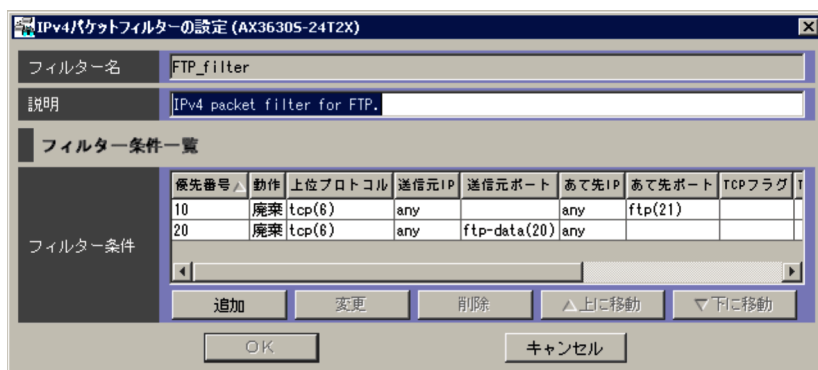 IPv4パケットフィルターの設定 (AX3630S-24T2X)
フィルター名 FTP_filter
説明 IPv4 packet filter for FTP.
フィルター条件一覧
優先番号 動作 上位プロトコル 送信元IP 送信元ポート あて先IP あて先ポート TCPフラグ T
10 廃棄 tcp(6) any any ftp(21)
20 廃棄 tcp(6) any ftp-data(20) any
フィルター条件
追加 変更 削除 △上に移動 ▽下に移動
OK キャンセル